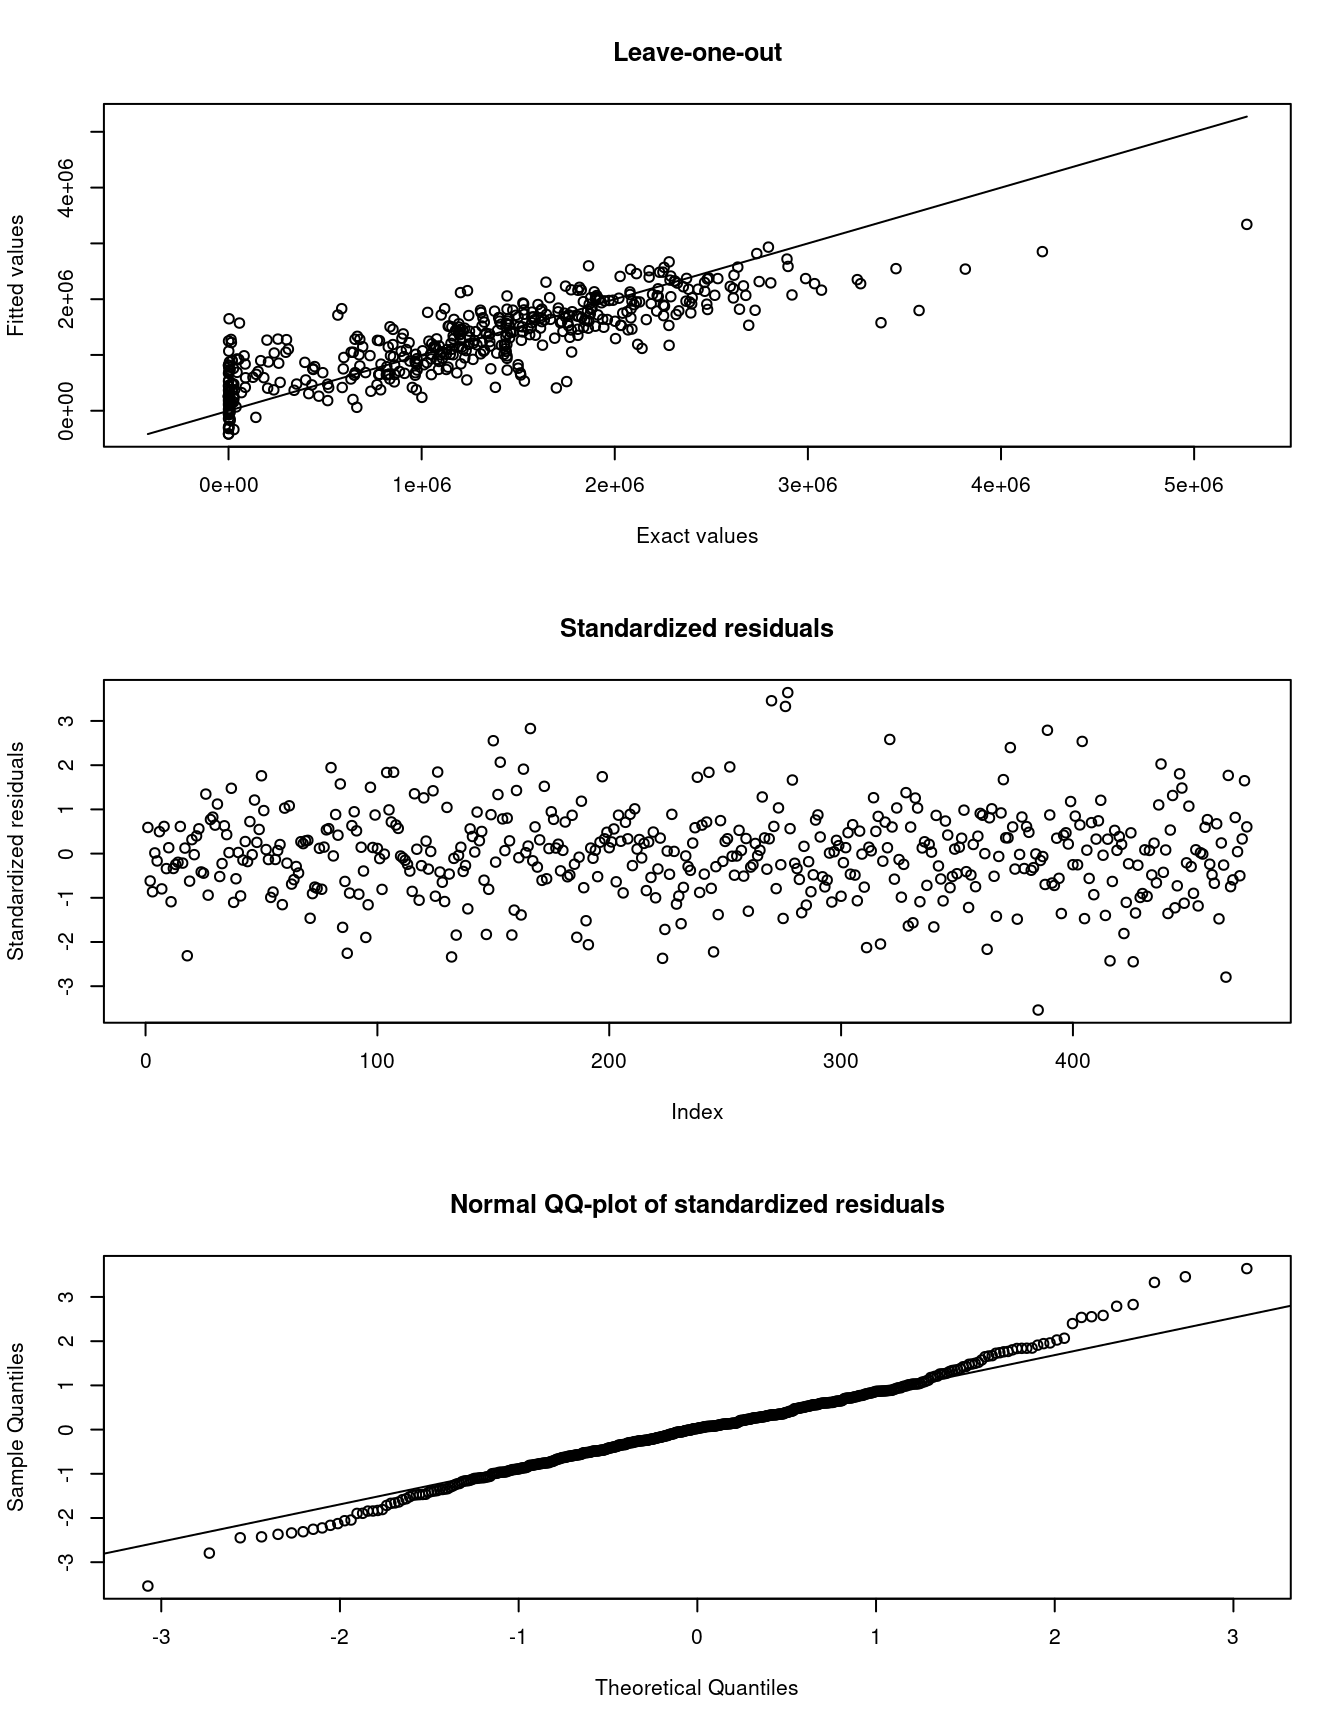 Leave-one-out
4e+06
2e+06
0e+00
Fitted values
0e+00 1e+06 2e+06 3e+06 4e+06 5e+06
Exact values
Standardized residuals
3
2
1
0
-1
-2
-3
Standardized residuals
0 100 200 300 400
Index
Normal QQ-plot of standardized residuals
3
2
1
0
-1
-2
-3
Sample Quantiles
-3 -2 -1 0 1 2 3
Theoretical Quantiles